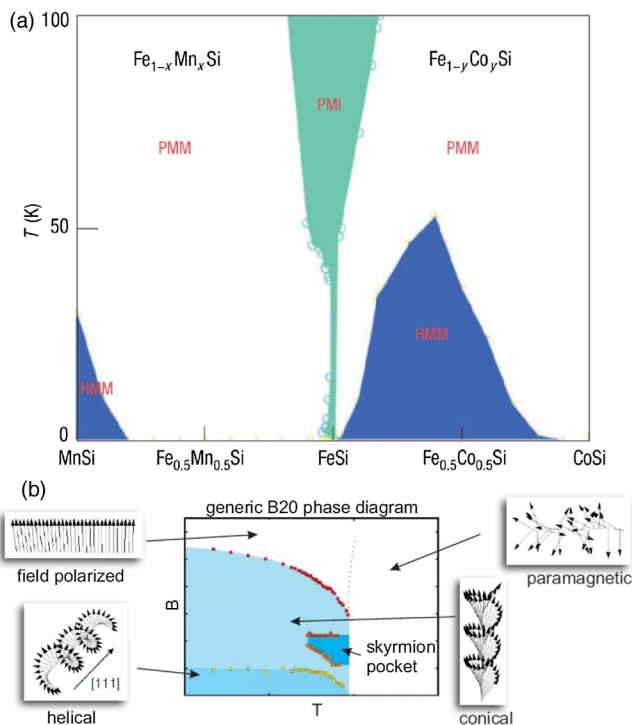 (a)
100
Fe₁₋ₓMnₓSi
Fe₁₋yCoySi
PMI
PMM
PMM
T (K)
50
HMM
HMM
0
MnSi
Fe₀.₅Mn₀.₅Si
FeSi
Fe₀.₅Co₀.₅Si
CoSi
(b)
generic B20 phase diagram
field polarized
paramagnetic
B
skyrmion
pocket
[111]
helical
T
conical